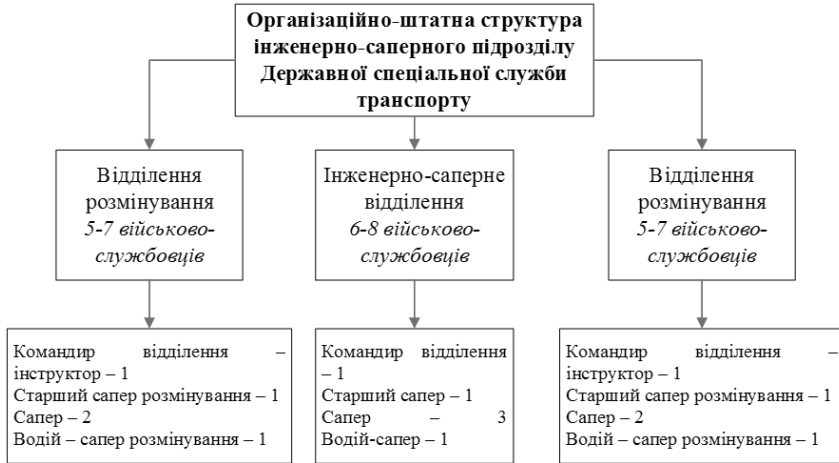 Організаційно-штатна структура
інженерно-саперного підрозділу
Державної спеціальної служби
транспорту
Відділення
розмінування
5-7 військово-
службовців
Інженерно-саперне
відділення
6-8 військово-
службовців
Відділення
розмінування
5-7 військово-
службовців
Командир відділення –
інструктор – 1
Старший сапер розмінування – 1
Сапер – 2
Водій – сапер розмінування – 1
Командир відділення
– 1
Старший сапер – 1
Сапер – 3
Водій-сапер – 1
Командир відділення –
інструктор – 1
Старший сапер розмінування – 1
Сапер – 2
Водій – сапер розмінування – 1